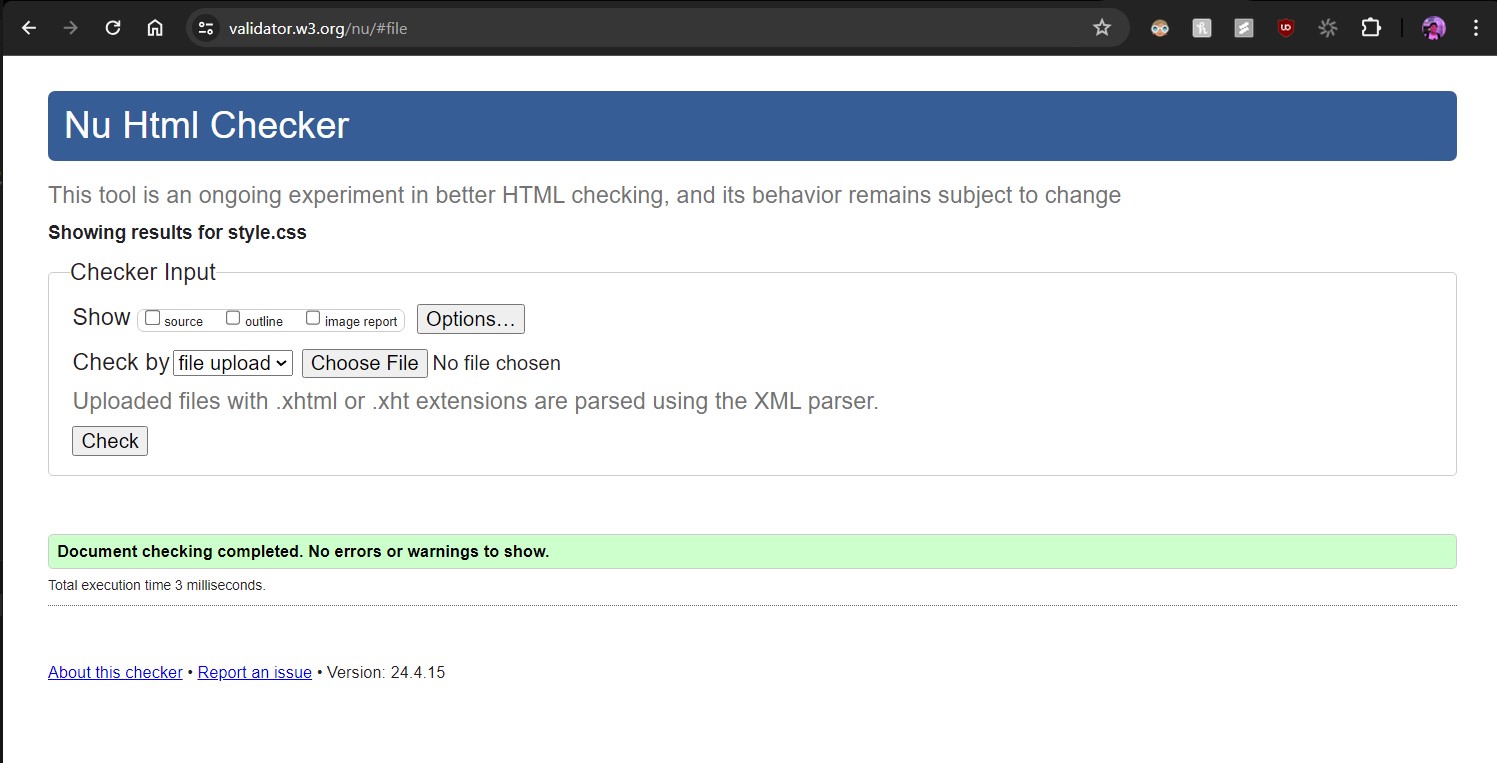 validator.w3.org/nu/#file
Nu Html Checker
This tool is an ongoing experiment in better HTML checking, and its behavior remains subject to change
Showing results for style.css
Checker Input
Show source outline image report Options…
Check by file upload Choose File No file chosen
Uploaded files with .xhtml or .xht extensions are parsed using the XML parser.
Check
Document checking completed. No errors or warnings to show.
Total execution time 3 milliseconds.
About this checker • Report an issue • Version: 24.4.15